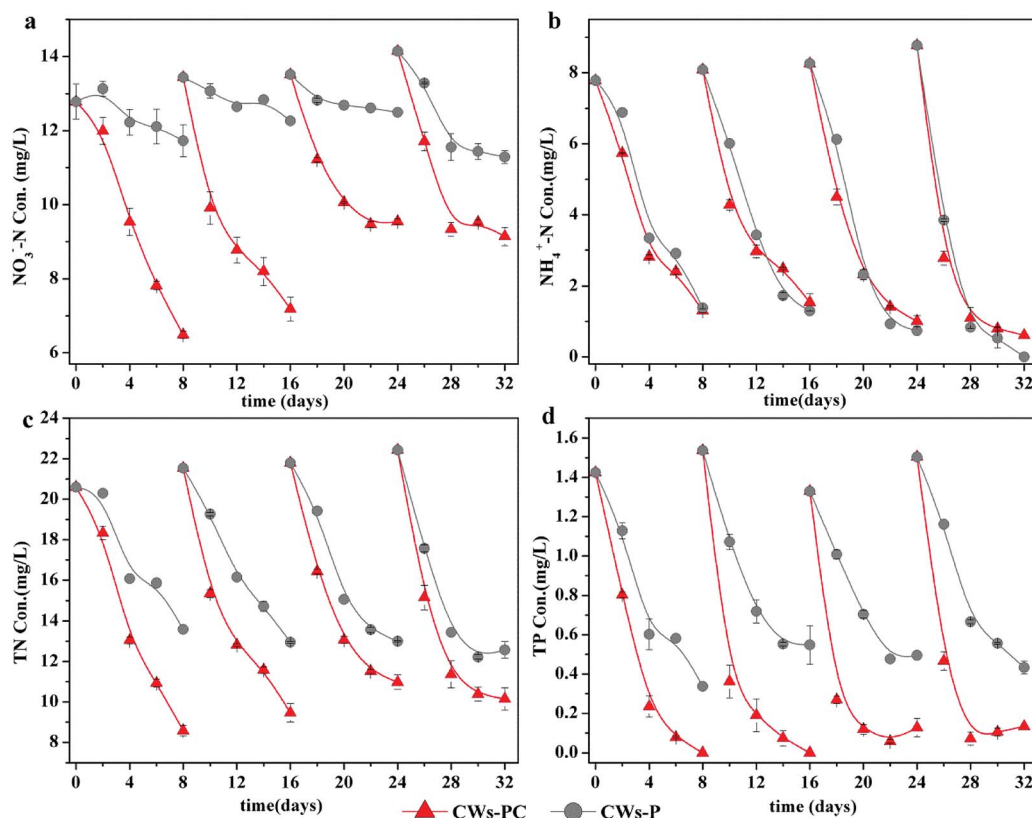 a
14
12
10
8
6
NO₃⁻-N Con. (mg/L)
0 4 8 12 16 20 24 28 32
time (days)
b
8
6
4
2
0
NH₄⁺-N Con.(mg/L)
0 4 8 12 16 20 24 28 32
time(days)
c
24
22
20
18
16
14
12
10
8
TN Con.(mg/L)
0 4 8 12 16 20 24 28 32
time(days)
d
1.6
1.4
1.2
1.0
0.8
0.6
0.4
0.2
0.0
TP Con.(mg/L)
0 4 8 12 16 20 24 28 32
time(days)
CWs-PC CWs-P